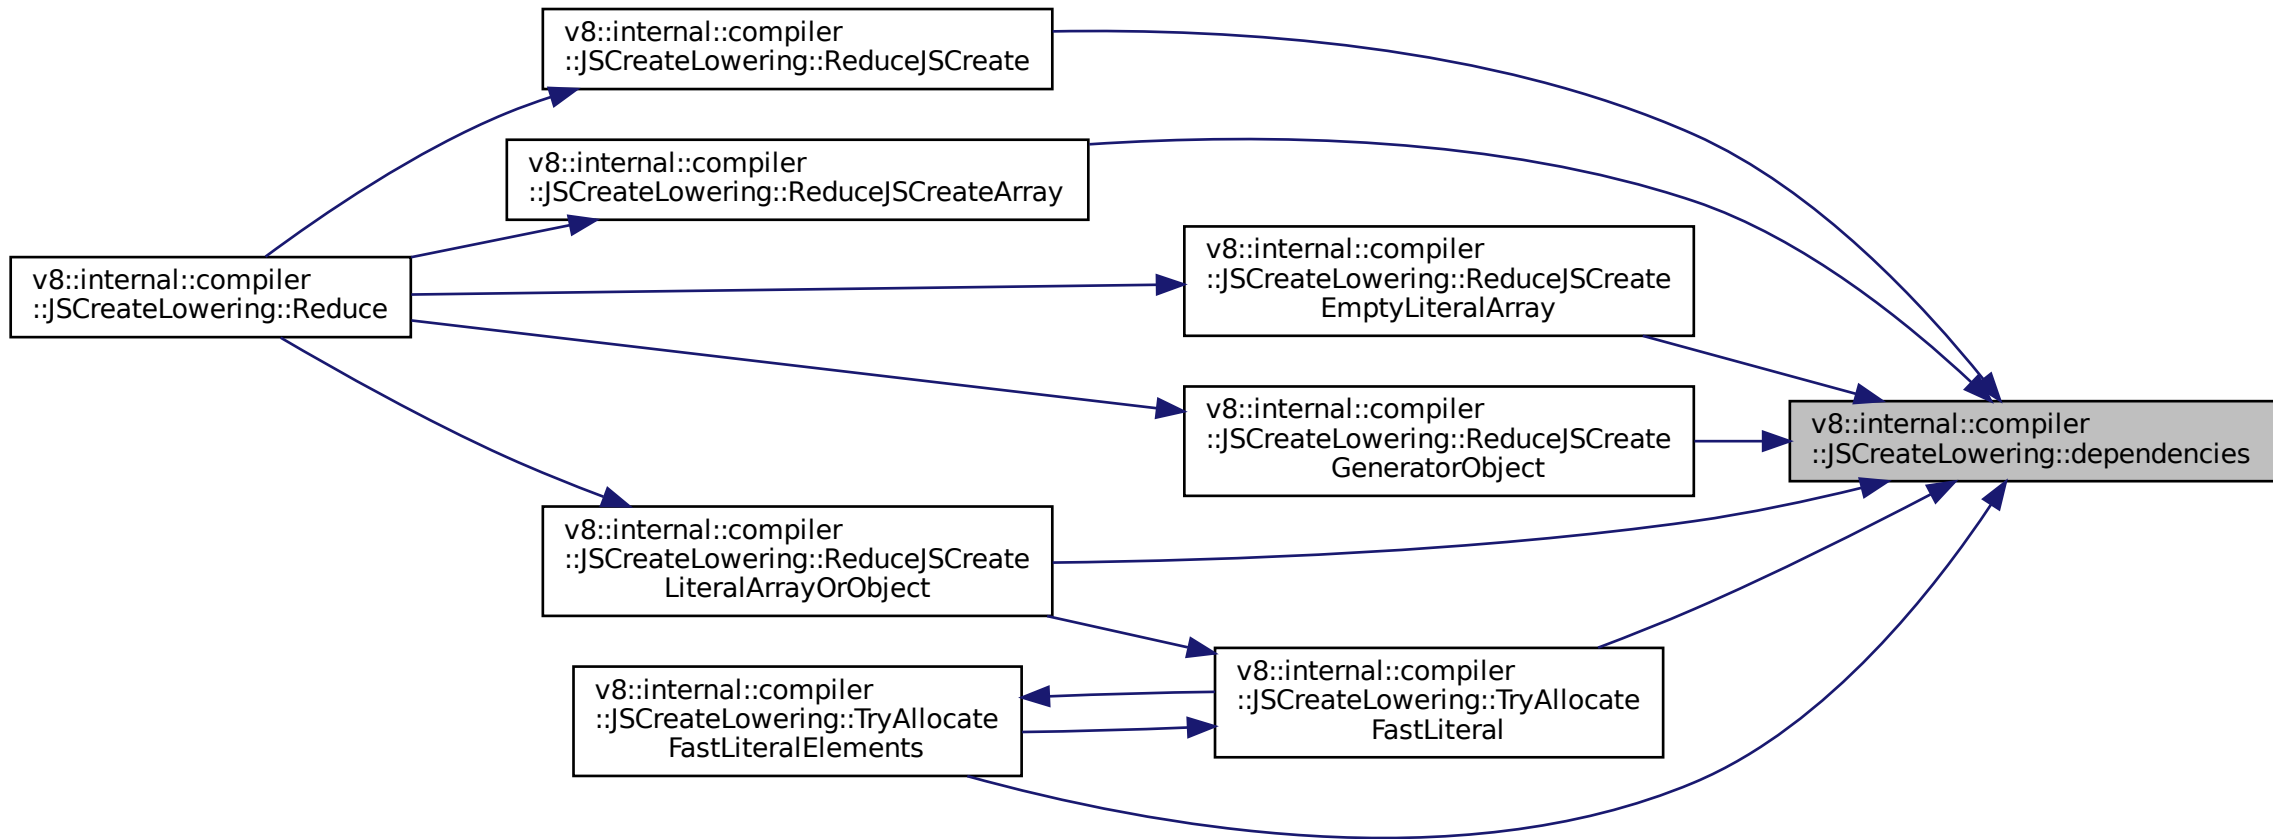 v8::internal::compiler
::JSCreateLowering::ReduceJSCreate
v8::internal::compiler
::JSCreateLowering::ReduceJSCreateArray
v8::internal::compiler
::JSCreateLowering::ReduceJSCreate
EmptyLiteralArray
v8::internal::compiler
::JSCreateLowering::Reduce
v8::internal::compiler
::JSCreateLowering::ReduceJSCreate
GeneratorObject
v8::internal::compiler
::JSCreateLowering::dependencies
v8::internal::compiler
::JSCreateLowering::ReduceJSCreate
LiteralArrayOrObject
v8::internal::compiler
::JSCreateLowering::TryAllocate
FastLiteral
v8::internal::compiler
::JSCreateLowering::TryAllocate
FastLiteralElements